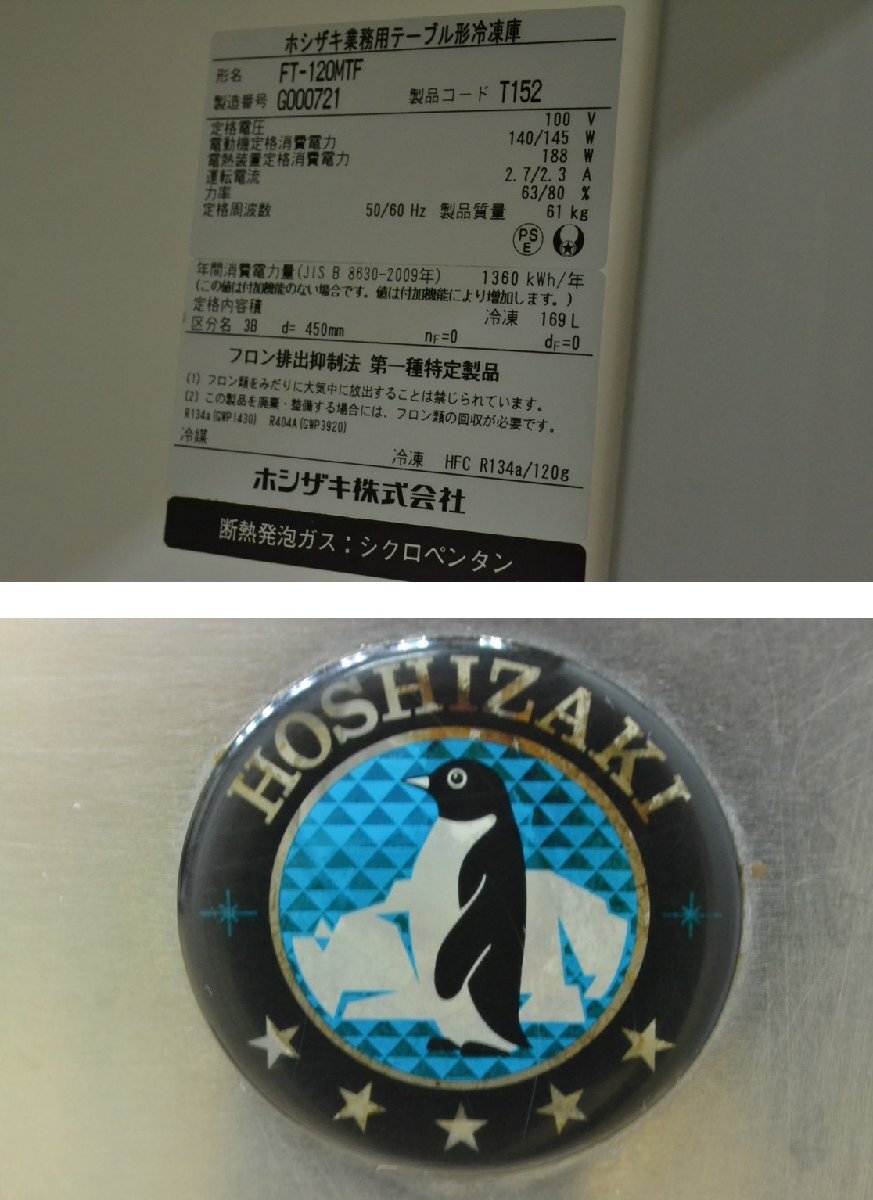 ホシザキ業務用テーブル形冷凍庫
形名 FT-120MTF
製造番号 G000721 製品コード T152
定格電圧 100 V
電動機定格消費電力 140/145 W
電熱装置定格消費電力 188 W
運転電流 2.7/2.3 A
力率 63/80 %
定格周波数 50/60 Hz 製品質量 61 kg
PS
E
年間消費電力量(JIS B 8630-2009年) 1360 kWh/年
(この値は付加機能のない場合です。値は付加機能により増加します。)
定格内容積 冷凍 169 L
区分名 3B d= 450mm nF=0 dF=0
フロン排出抑制法 第一種特定製品
(1) フロン類をみだりに大気中に放出することは禁じられています。
(2) この製品を廃棄・整備する場合には、フロン類の回収が必要です。
R134a(GWP1430) R404A(GWP3920)
冷媒
冷凍 HFC R134a/120g
ホシザキ株式会社
断熱発泡ガス:シクロペンタン
HOSHIZAKI